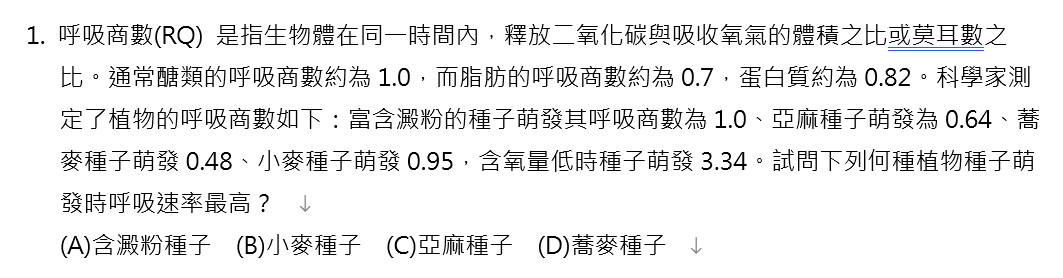 1. 呼吸商數(RQ) 是指生物體在同一時間內，釋放二氧化碳與吸收氧氣的體積之比或莫耳數之
比。通常醣類的呼吸商數約為 1.0，而脂肪的呼吸商數約為 0.7，蛋白質約為 0.82。科學家測
定了植物的呼吸商數如下：富含澱粉的種子萌發其呼吸商數為 1.0、亞麻種子萌發為 0.64、蕎
麥種子萌發 0.48、小麥種子萌發 0.95，含氧量低時種子萌發 3.34。試問下列何種植物種子萌
發時呼吸速率最高？ ↓
(A)含澱粉種子 (B)小麥種子 (C)亞麻種子 (D)蕎麥種子 ↓